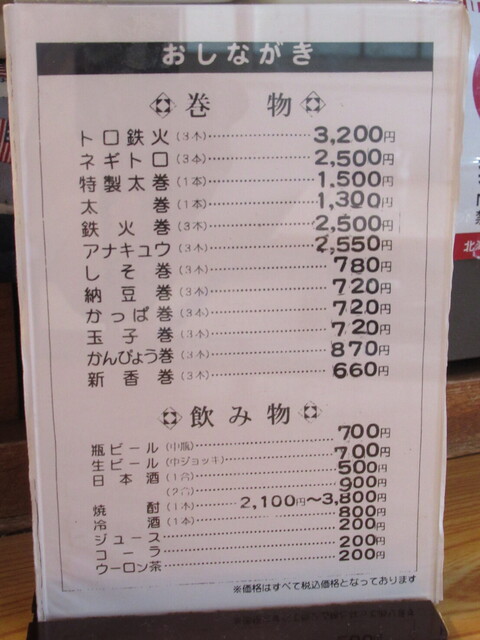 おしながき
巻 物
トロ鉄火(3本) 3,200円
ネギトロ(3本) 2,500円
特製太巻(1本) 1,500円
太巻(1本) 1,300円
鉄火巻(3本) 2,500円
アナキュウ(3本) 2,550円
しそ巻(3本) 780円
納豆巻(3本) 720円
かっぱ巻(3本) 720円
玉子巻(3本) 720円
かんぴょう巻(3本) 870円
新香巻(3本) 660円
飲み物
瓶ビール(中瓶) 700円
生ビール(中ジョッキ) 700円
日本酒(1合) 500円
(2合) 900円
焼酎(1本) 2,100円〜3,800円
冷酒(1本) 800円
ジュース 200円
コーラ 200円
ウーロン茶 200円
※価格はすべて税込価格となっております